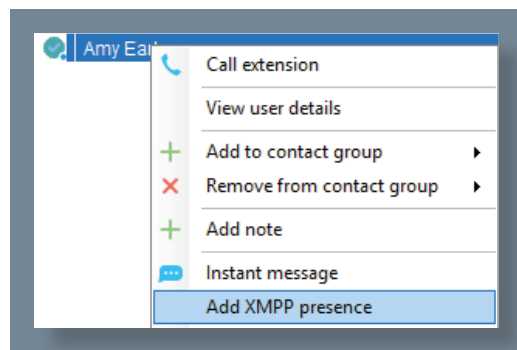 Amy
Call extension
View user details
Add to contact group
Remove from contact group
Add note
Instant message
Add XMPP presence